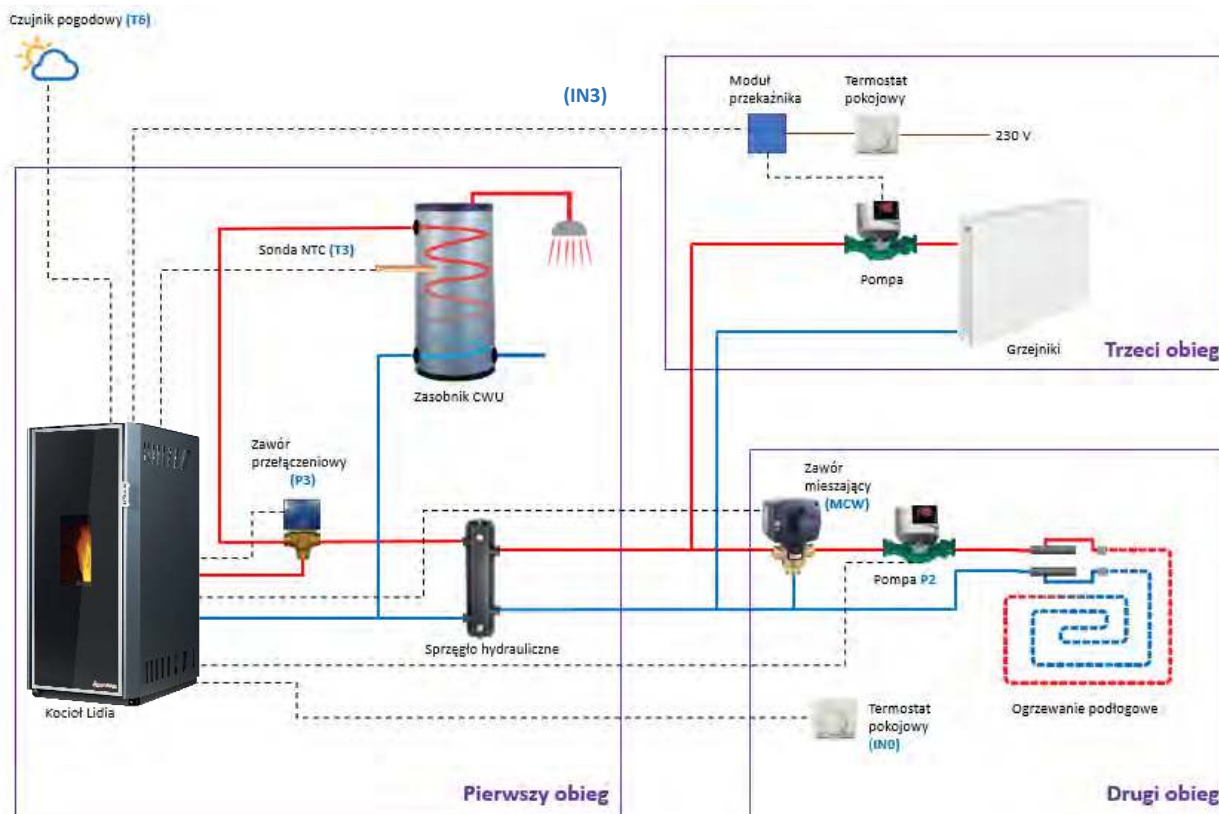 Czujnik pogodowy (T6)
(IN3)
Moduł
przekaźnika
Termostat
pokojowy
230 V
Pompa
Grzejniki
Trzeci obieg
Sonda NTC (T3)
Zasobnik CWU
Zawór
przełączeniowy
(P3)
Sprzęgło hydrauliczne
Kocioł Lidia
Pierwszy obieg
Zawór
mieszający
(MCW)
Pompa P2
Ogrzewanie podłogowe
Termostat
pokojowy
(IN0)
Drugi obieg